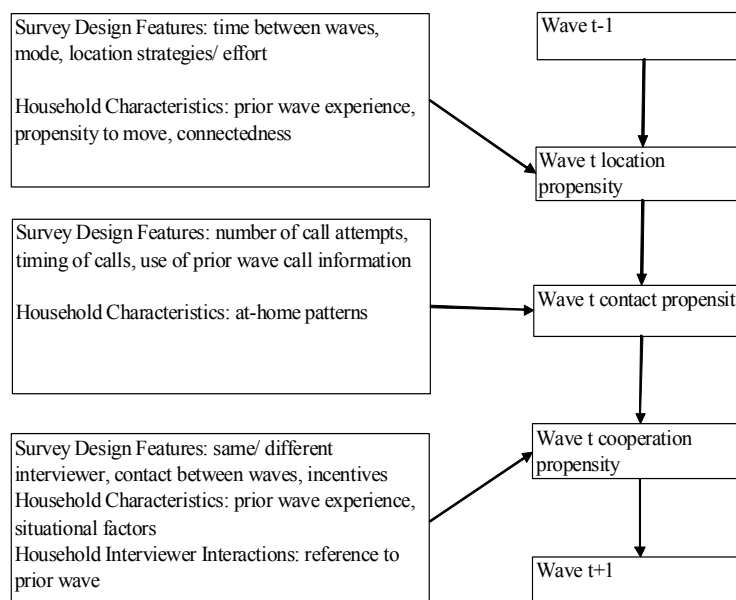 Survey Design Features: time between waves,
mode, location strategies/ effort
Household Characteristics: prior wave experience,
propensity to move, connectedness
Wave t-1
Wave t location
propensity
Survey Design Features: number of call attempts,
timing of calls, use of prior wave call information
Household Characteristics: at-home patterns
Wave t contact propensit
Survey Design Features: same/ different
interviewer, contact between waves, incentives
Household Characteristics: prior wave experience,
situational factors
Household Interviewer Interactions: reference to
prior wave
Wave t cooperation
propensity
Wave t+1